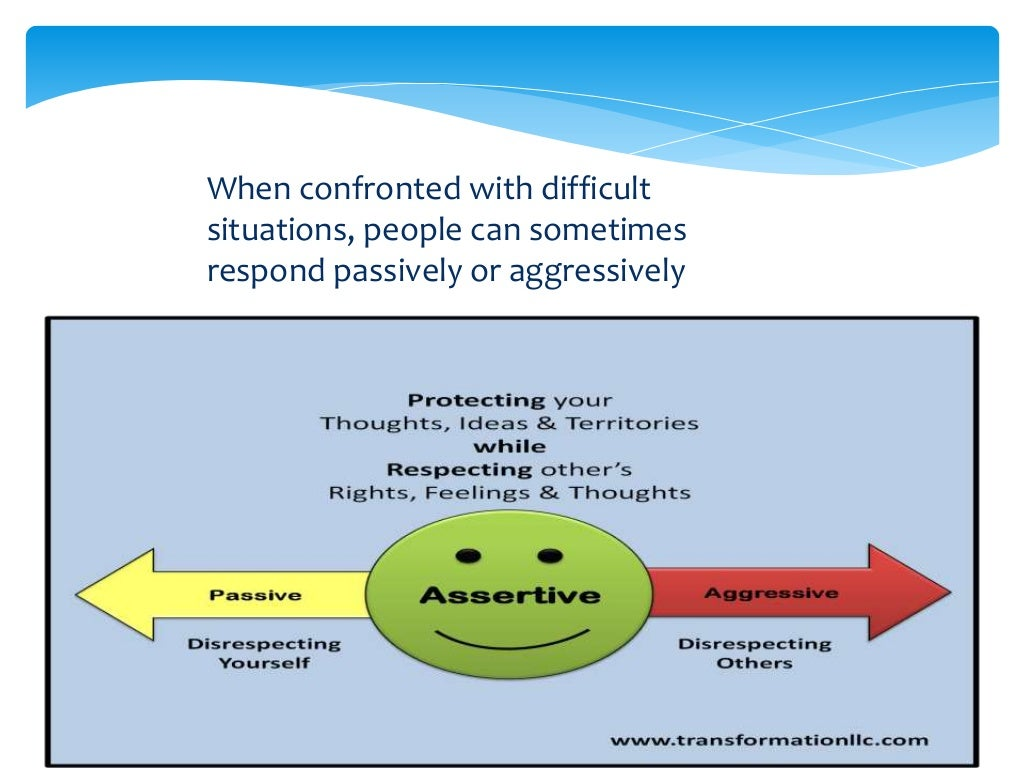 When confronted with difficult
situations, people can sometimes
respond passively or aggressively
Protecting your
Thoughts, Ideas & Territories
while
Respecting other’s
Rights, Feelings & Thoughts
Passive
Assertive
Aggressive
Disrespecting
Yourself
Disrespecting
Others
www.transformationllc.com